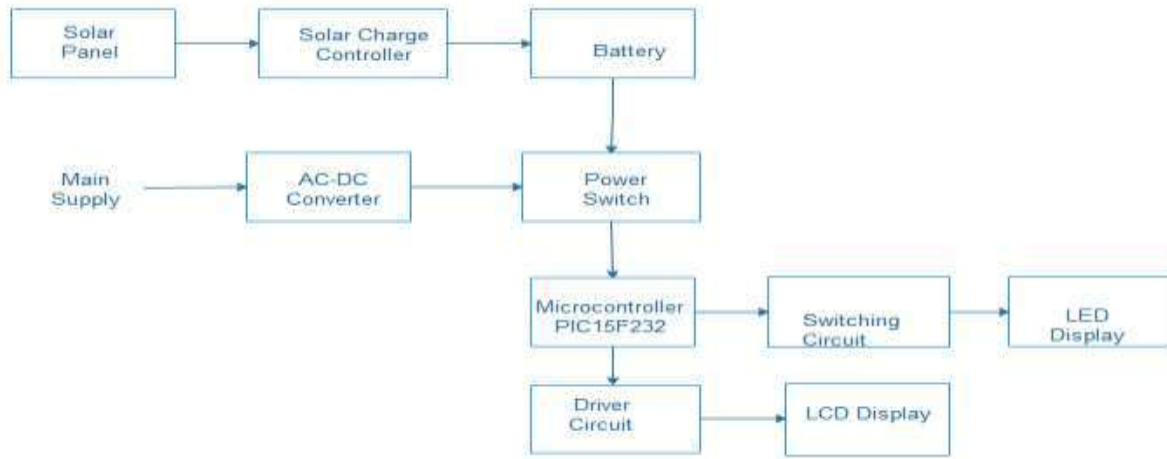 Solar
Panel
Solar Charge
Controller
Battery
Main
Supply
AC-DC
Converter
Power
Switch
Microcontroller
PIC15F232
Switching
Circuit
LED
Display
Driver
Circuit
LCD Display